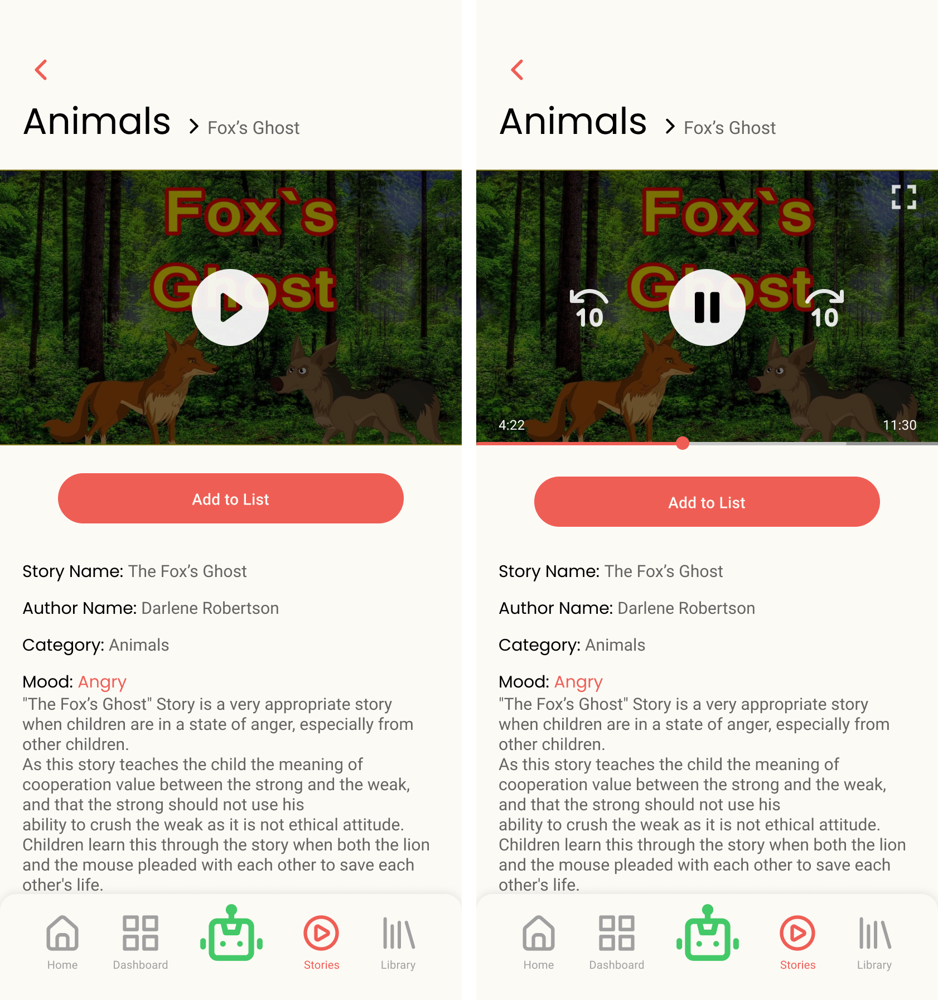 Animals > Fox’s Ghost
Fox`s
Ghost
Add to List
Story Name: The Fox’s Ghost
Author Name: Darlene Robertson
Category: Animals
Mood: Angry
"The Fox’s Ghost" Story is a very appropriate story
when children are in a state of anger, especially from
other children.
As this story teaches the child the meaning of
cooperation value between the strong and the weak,
and that the strong should not use his
ability to crush the weak as it is not ethical attitude.
Children learn this through the story when both the lion
and the mouse pleaded with each other to save each
other's life.
Home Dashboard Stories Library
Animals > Fox’s Ghost
Fox`s
Ghost
10 10
4:22 11:30
Add to List
Story Name: The Fox’s Ghost
Author Name: Darlene Robertson
Category: Animals
Mood: Angry
"The Fox’s Ghost" Story is a very appropriate story
when children are in a state of anger, especially from
other children.
As this story teaches the child the meaning of
cooperation value between the strong and the weak,
and that the strong should not use his
ability to crush the weak as it is not ethical attitude.
Children learn this through the story when both the lion
and the mouse pleaded with each other to save each
other's life.
Home Dashboard Stories Library